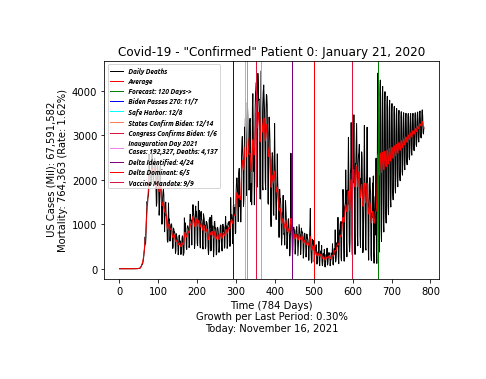 Covid-19 - "Confirmed" Patient 0: January 21, 2020
Daily Deaths
Average
Forecast: 120 Days->
Biden Passes 270: 11/7
Safe Harbor: 12/8
States Confirm Biden: 12/14
Congress Confirms Biden: 1/6
Inauguration Day 2021
Cases: 192,327, Deaths: 4,137
Delta Identified: 4/24
Delta Dominant: 6/5
Vaccine Mandate: 9/9
US Cases (Mil): 67,591,582
Mortality: 764,363 (Rate: 1.62%)
4000
3000
2000
1000
0
0 100 200 300 400 500 600 700 800
Time (784 Days)
Growth per Last Period: 0.30%
Today: November 16, 2021